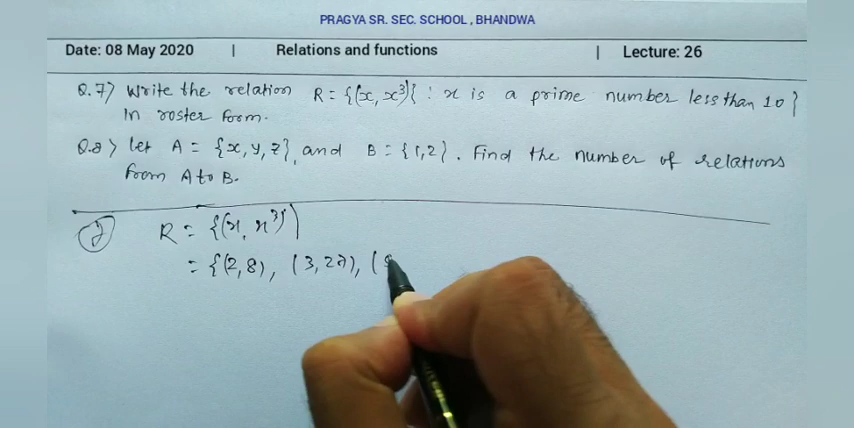 PRAGYA SR. SEC. SCHOOL , BHANDWA
Date: 08 May 2020 | Relations and functions | Lecture: 26
Q.7) Write the relation R = {(x, x³)} : x is a prime number less than 10}
In roster form.
Q.8) let A = {x, y, z}, and B = {1,2}. Find the number of relations
from A to B.
7 R = {(x, x³)}
= {(2,8), (3,27), (